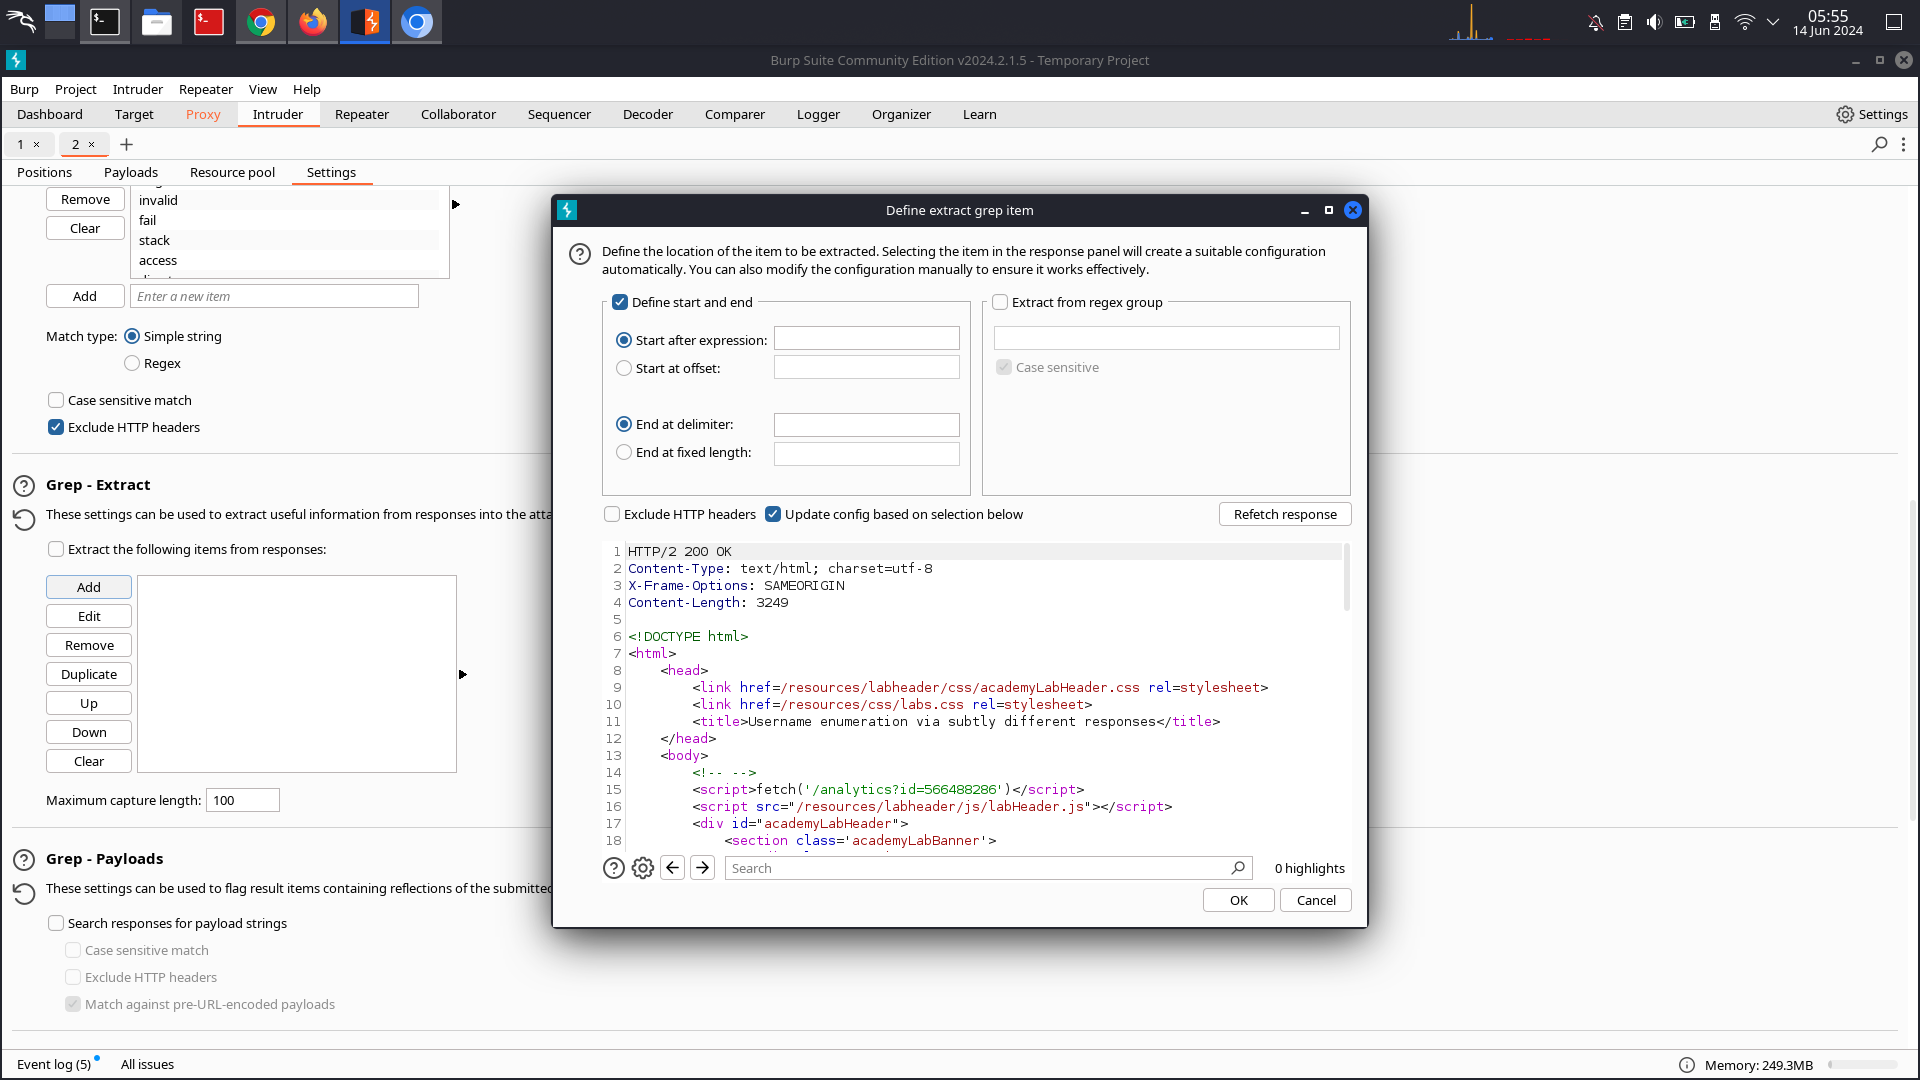 05:55
14 Jun 2024
Burp Suite Community Edition v2024.2.1.5 - Temporary Project
Burp Project Intruder Repeater View Help
Dashboard Target Proxy Intruder Repeater Collaborator Sequencer Decoder Comparer Logger Organizer Learn Settings
1 × 2 × +
Positions Payloads Resource pool Settings
Remove
Clear
invalid
fail
stack
access
Add Enter a new item
Match type: Simple string
Regex
Case sensitive match
Exclude HTTP headers
Grep - Extract
These settings can be used to extract useful information from responses into the atta
Extract the following items from responses:
Add
Edit
Remove
Duplicate
Up
Down
Clear
Maximum capture length: 100
Grep - Payloads
These settings can be used to flag result items containing reflections of the submitted
Search responses for payload strings
Case sensitive match
Exclude HTTP headers
Match against pre-URL-encoded payloads
Define extract grep item
Define the location of the item to be extracted. Selecting the item in the response panel will create a suitable configuration
automatically. You can also modify the configuration manually to ensure it works effectively.
Define start and end
Start after expression:
Start at offset:
End at delimiter:
End at fixed length:
Extract from regex group
Case sensitive
Exclude HTTP headers Update config based on selection below Refetch response
1 HTTP/2 200 OK
2 Content-Type: text/html; charset=utf-8
3 X-Frame-Options: SAMEORIGIN
4 Content-Length: 3249
5
6 <!DOCTYPE html>
7 <html>
8 <head>
9 <link href=/resources/labheader/css/academyLabHeader.css rel=stylesheet>
10 <link href=/resources/css/labs.css rel=stylesheet>
11 <title>Username enumeration via subtly different responses</title>
12 </head>
13 <body>
14 <!-- -->
15 <script>fetch('/analytics?id=566488286')</script>
16 <script src="/resources/labheader/js/labHeader.js"></script>
17 <div id="academyLabHeader">
18 <section class='academyLabBanner'>
Search 0 highlights
OK Cancel
Event log (5) All issues Memory: 249.3MB